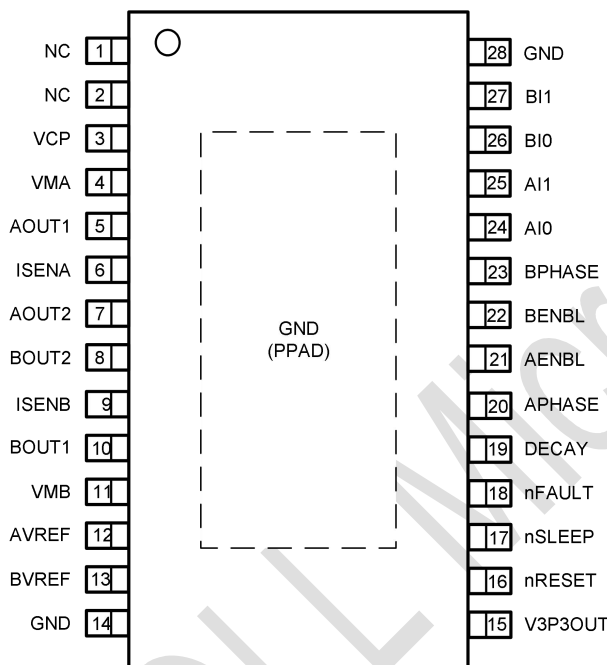 NC 1
NC 2
VCP 3
VMA 4
AOUT1 5
ISENA 6
AOUT2 7
BOUT2 8
ISENB 9
BOUT1 10
VMB 11
AVREF 12
BVREF 13
GND 14
GND
(PPAD)
28 GND
27 BI1
26 BI0
25 AI1
24 AI0
23 BPHASE
22 BENBL
21 AENBL
20 APHASE
19 DECAY
18 nFAULT
17 nSLEEP
16 nRESET
15 V3P3OUT